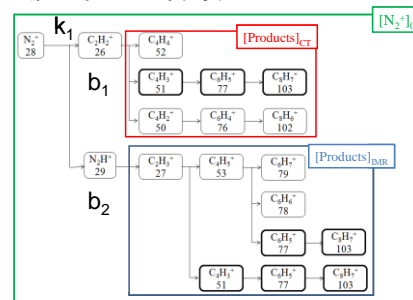 [N₂⁺]₀
k₁
[Products]CT
N₂⁺
28
C₂H₂⁺
26
C₄H₄⁺
52
b₁
C₄H₃⁺
51
C₆H₅⁺
77
C₈H₇⁺
103
C₄H₂⁺
50
C₆H₄⁺
76
C₈H₆⁺
102
[Products]IMR
N₂H⁺
29
C₂H₃⁺
27
C₄H₅⁺
53
C₆H₇⁺
79
b₂
C₆H₆⁺
78
C₆H₅⁺
77
C₈H₇⁺
103
C₄H₃⁺
51
C₆H₅⁺
77
C₈H₇⁺
103